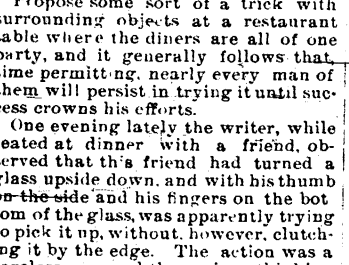 Propose some sort of a trick with
surrounding objects at a restaurant
table where the diners are all of one
party, and it generally follows that,
time permitting, nearly every man of
them will persist in trying it until suc-
cess crowns his efforts.
One evening lately the writer, while
seated at dinner with a friend, ob-
served that this friend had turned a
glass upside down, and with his thumb
on the side and his fingers on the bot
tom of the glass, was apparently trying
to pick it up, without, however, clutch-
ing it by the edge. The action was a